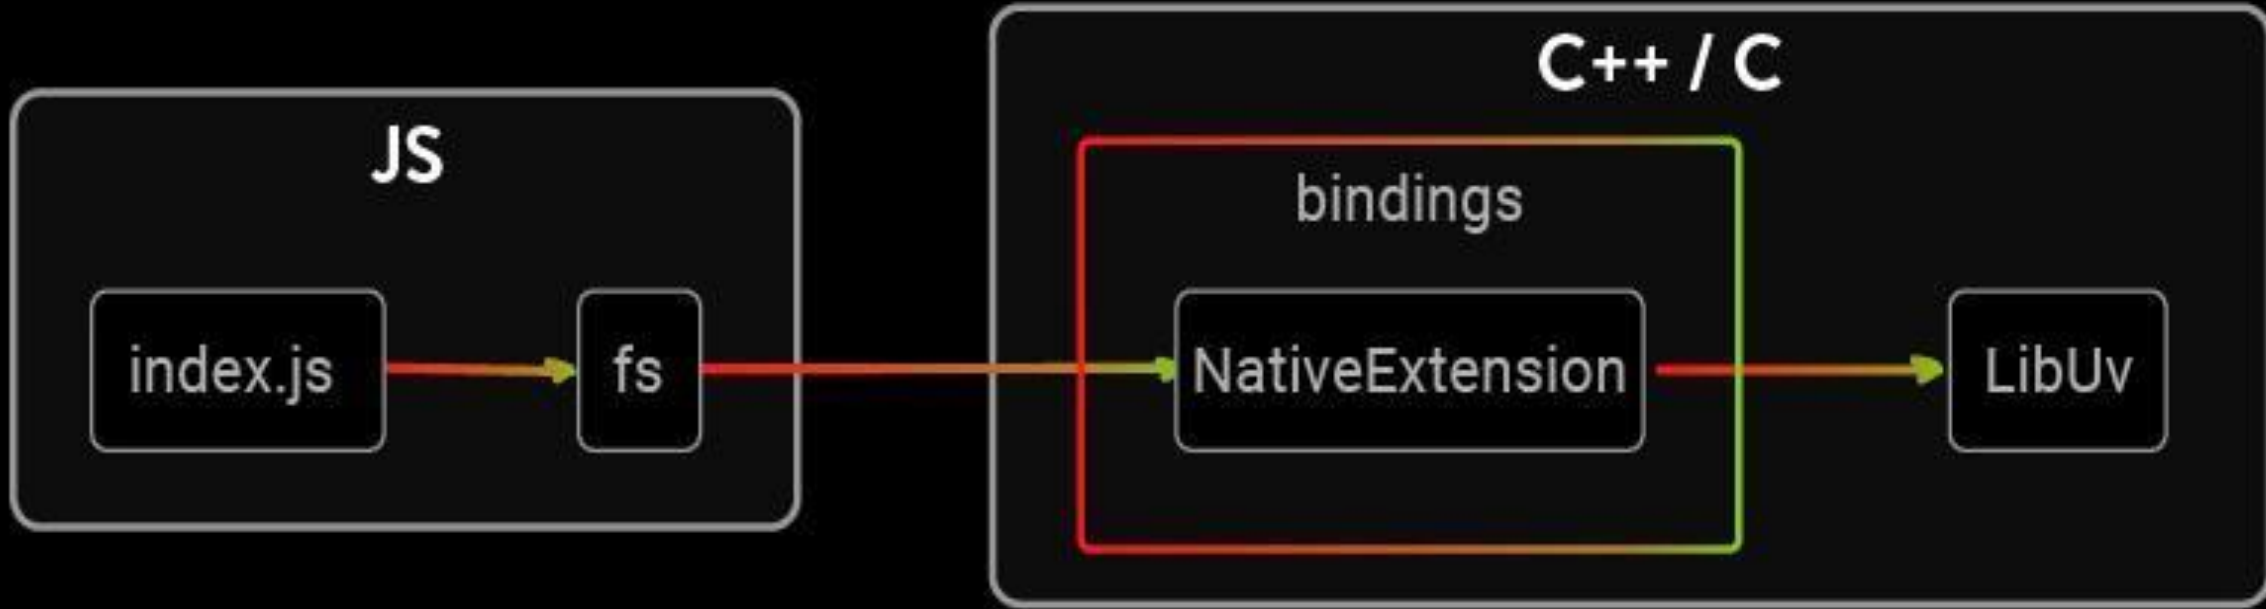 JS
index.js
fs
C++ / C
bindings
NativeExtension
LibUv